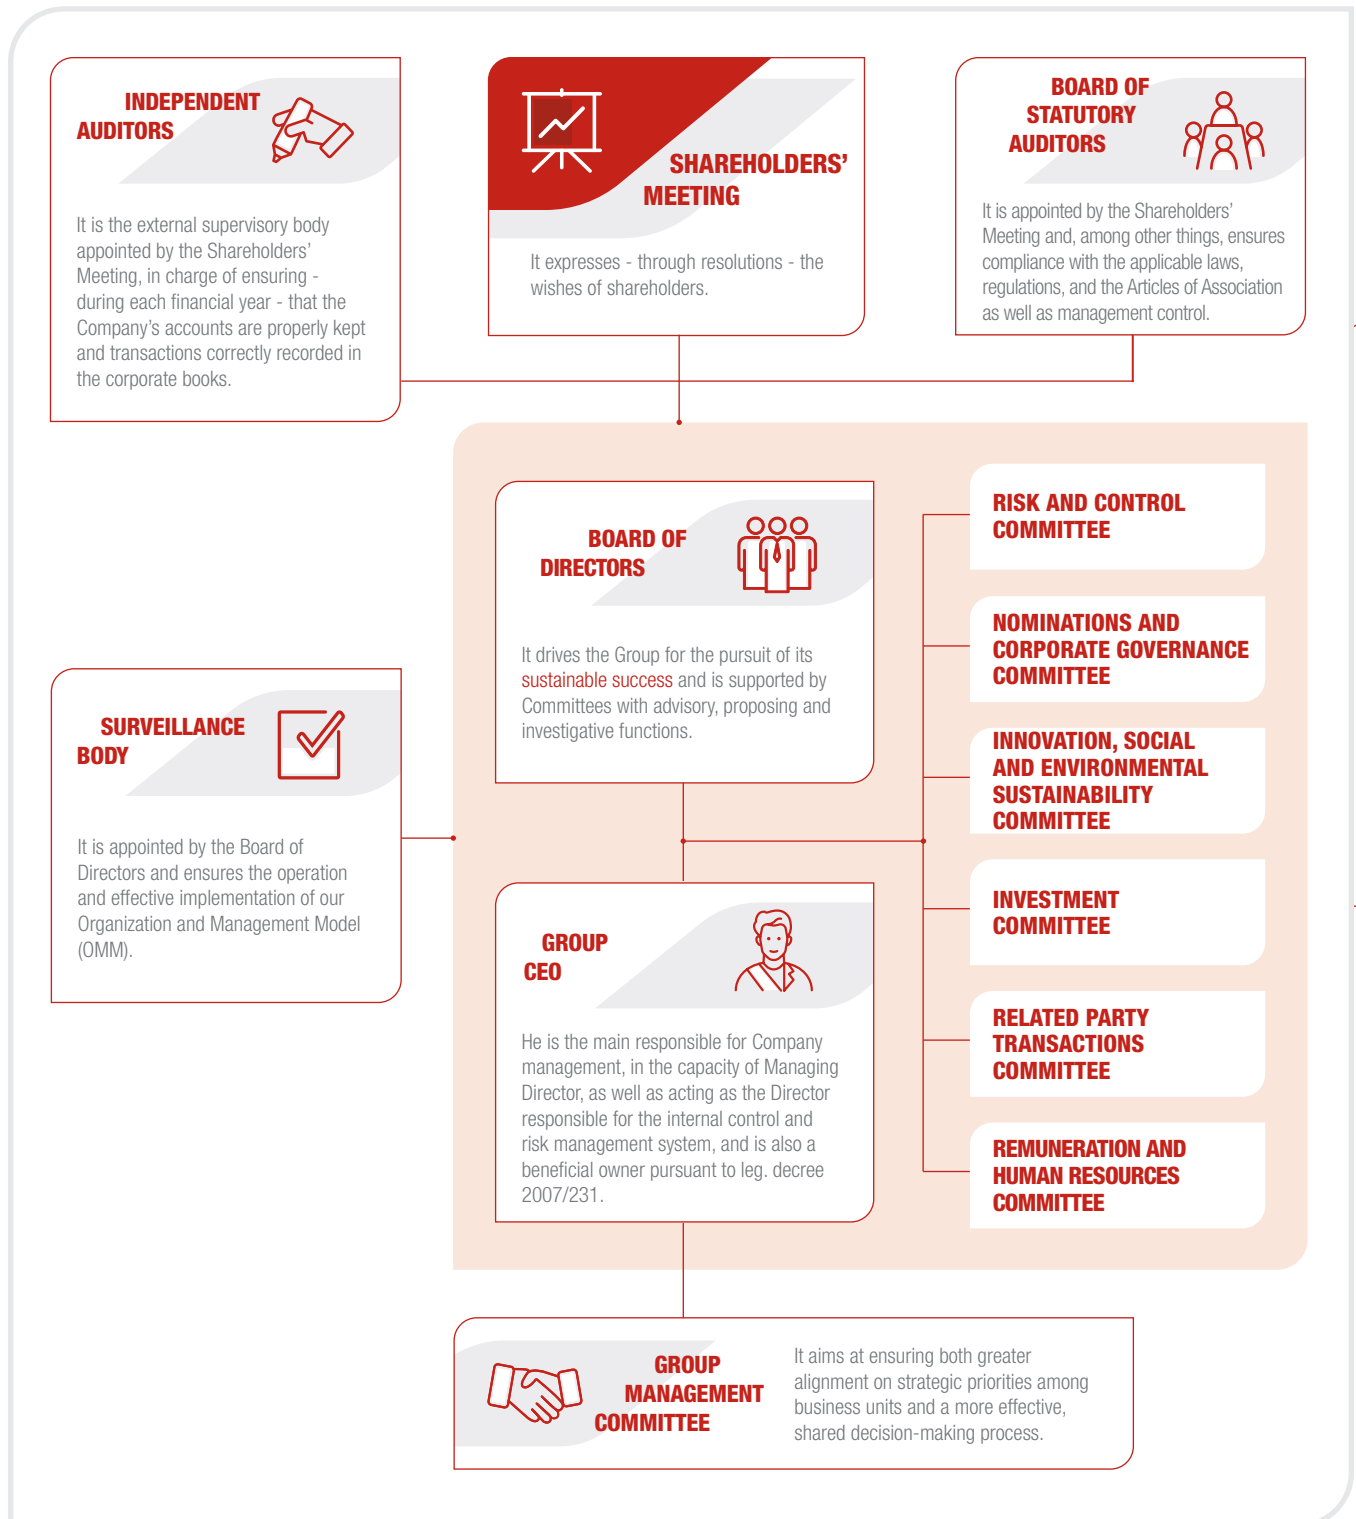 INDEPENDENT
AUDITORS
It is the external supervisory body
appointed by the Shareholders'
Meeting, in charge of ensuring -
during each financial year - that the
Company's accounts are properly kept
and transactions correctly recorded in
the corporate books.
SHAREHOLDERS'
MEETING
It expresses - through resolutions - the
wishes of shareholders.
BOARD OF
STATUTORY
AUDITORS
It is appointed by the Shareholders'
Meeting and, among other things, ensures
compliance with the applicable laws,
regulations, and the Articles of Association
as well as management control.
BOARD OF
DIRECTORS
It drives the Group for the pursuit of its
sustainable success and is supported by
Committees with advisory, proposing and
investigative functions.
RISK AND CONTROL
COMMITTEE
NOMINATIONS AND
CORPORATE GOVERNANCE
COMMITTEE
INNOVATION, SOCIAL
AND ENVIRONMENTAL
SUSTAINABILITY
COMMITTEE
INVESTMENT
COMMITTEE
RELATED PARTY
TRANSACTIONS
COMMITTEE
REMUNERATION AND
HUMAN RESOURCES
COMMITTEE
SURVEILLANCE
BODY
It is appointed by the Board of
Directors and ensures the operation
and effective implementation of our
Organization and Management Model
(OMM).
GROUP
CEO
He is the main responsible for Company
management, in the capacity of Managing
Director, as well as acting as the Director
responsible for the internal control and
risk management system, and is also a
beneficial owner pursuant to leg. decree
2007/231.
GROUP
MANAGEMENT
COMMITTEE
It aims at ensuring both greater
alignment on strategic priorities among
business units and a more effective,
shared decision-making process.